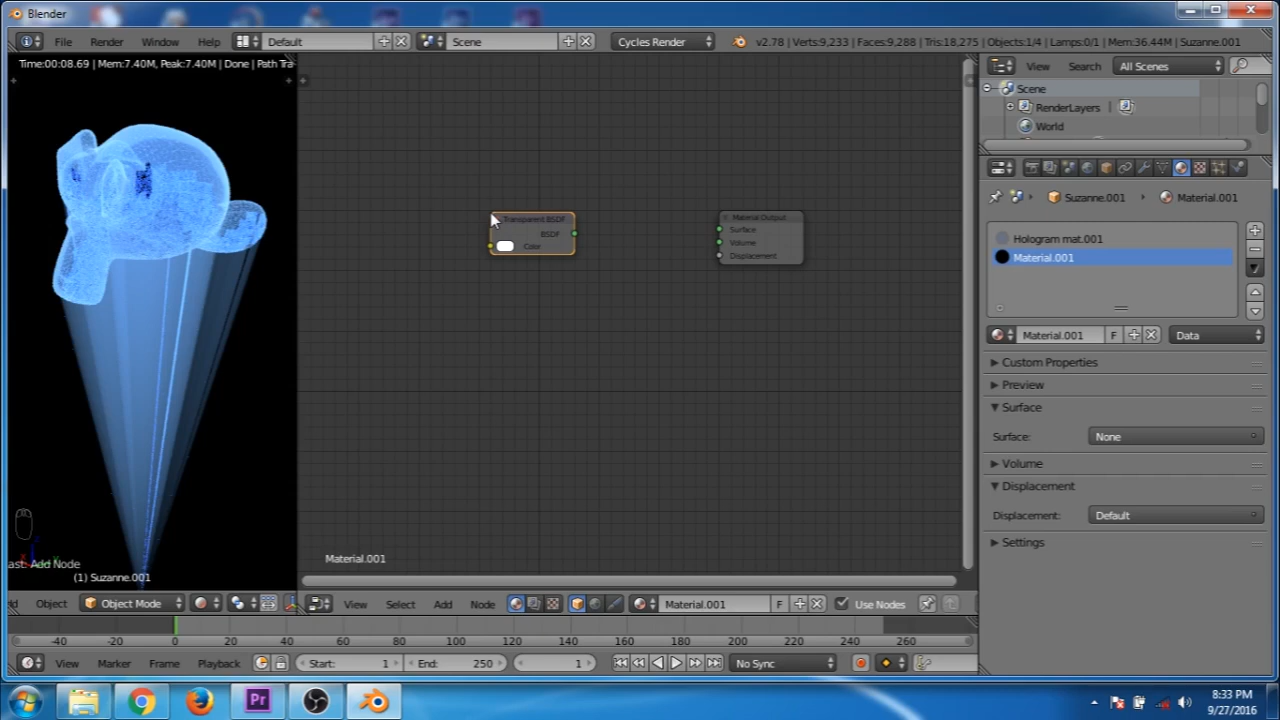 Blender
File Render Window Help Default Scene Cycles Render v2.78 | Verts:9,233 | Faces:9,288 | Tris:18,275 | Objects:1/4 | Lamps:0/1 | Mem:36.44M | Suzanne.001
Time:00:08.69 | Mem:7.40M, Peak:7.40M | Done | Path Tra
View Search All Scenes
Scene
RenderLayers |
World
Suzanne.001 Material.001
Transparent BSDF
BSDF
Color
Material Output
Surface
Volume
Displacement
Hologram mat.001
Material.001
Material.001 F Data
Custom Properties
Preview
Surface
Surface: None
Volume
Displacement
Displacement: Default
Settings
Material.001
ast: Add Node
(1) Suzanne.001
Object Object Mode
View Select Add Node Material.001 F Use Nodes
-40 -20 0 20 40 60 80 100 120 140 160 180 200 220 240 260
View Marker Frame Playback Start: 1 End: 250 1 No Sync
Pr
8:33 PM
9/27/2016